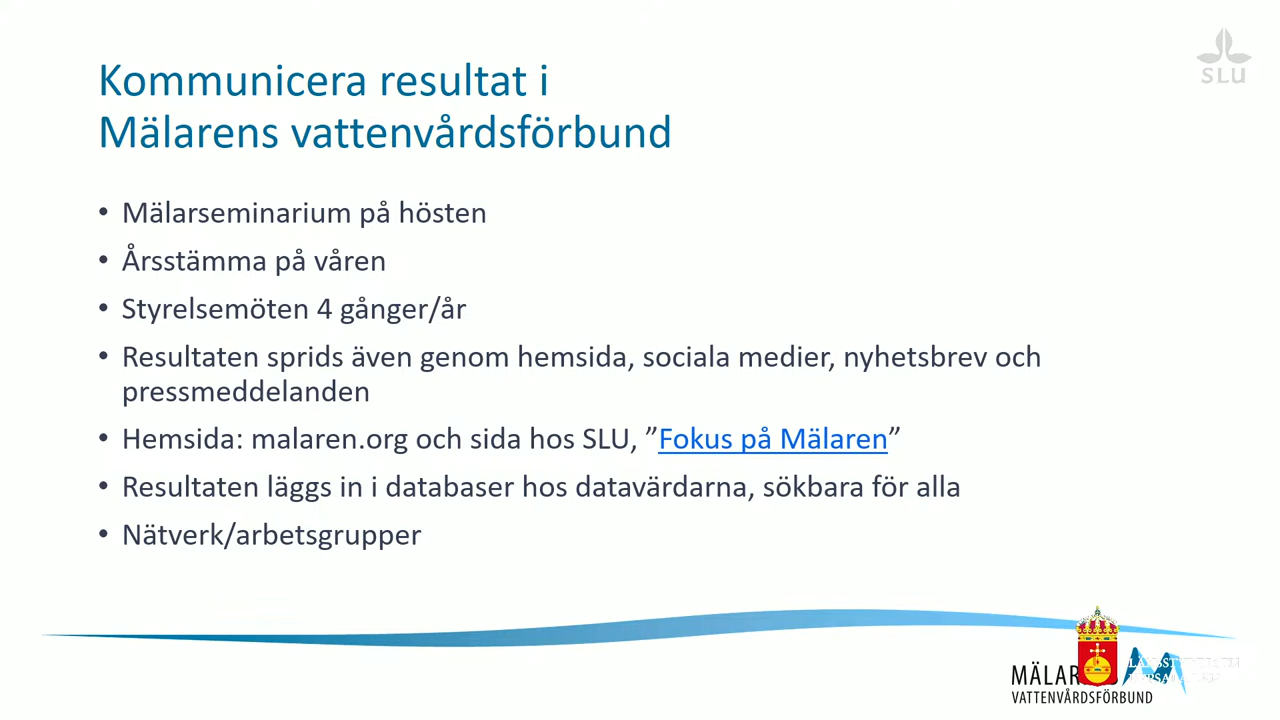 SLU
Kommunicera resultat i
Mälarens vattenvårdsförbund
• Mälarseminarium på hösten
• Årsstämma på våren
• Styrelsemöten 4 gånger/år
• Resultaten sprids även genom hemsida, sociala medier, nyhetsbrev och
pressmeddelanden
• Hemsida: malaren.org och sida hos SLU, ”Fokus på Mälaren”
• Resultaten läggs in i databaser hos datavärdarna, sökbara för alla
• Nätverk/arbetsgrupper
VATTENVÅRDSFÖRBUND